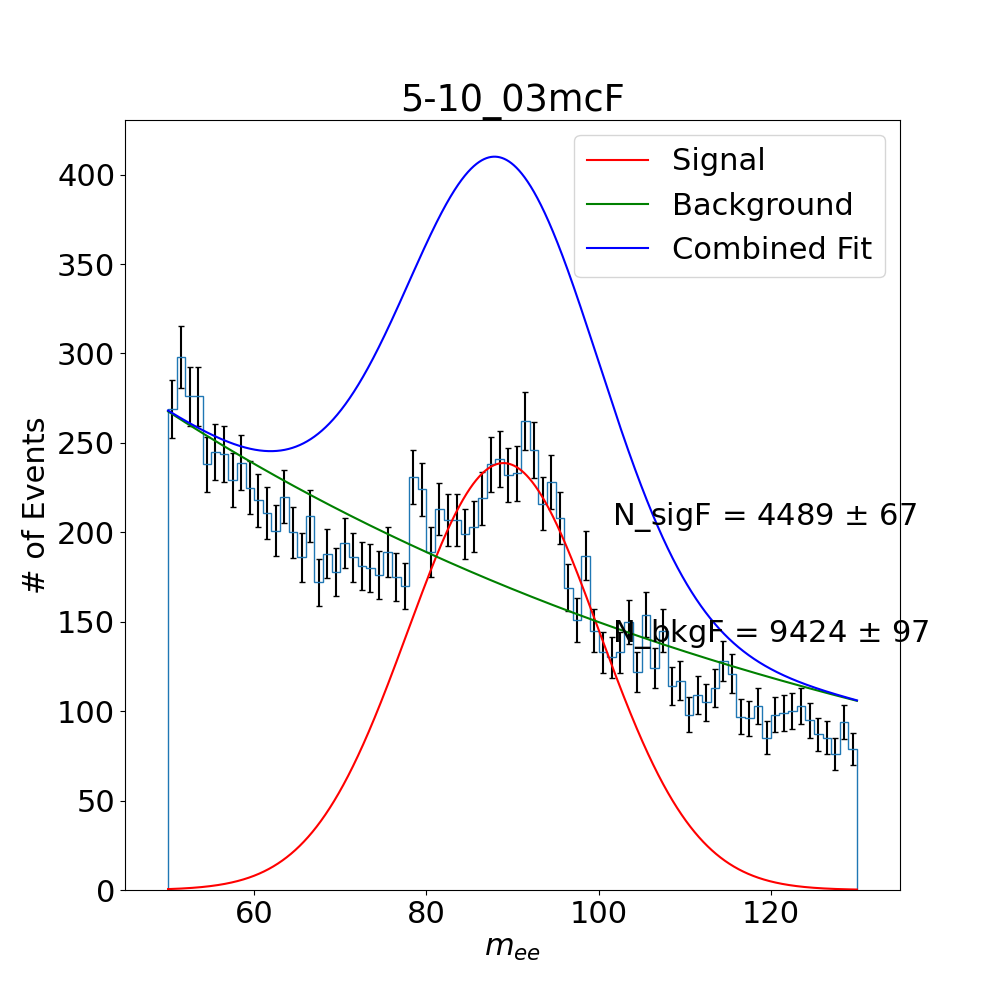 5-10_03mcF
Signal
Background
Combined Fit
400
350
300
250
200
150
100
50
0
# of Events
N_sigF = 4489 ± 67
N_bkgF = 9424 ± 97
60 80 100 120
m_ee